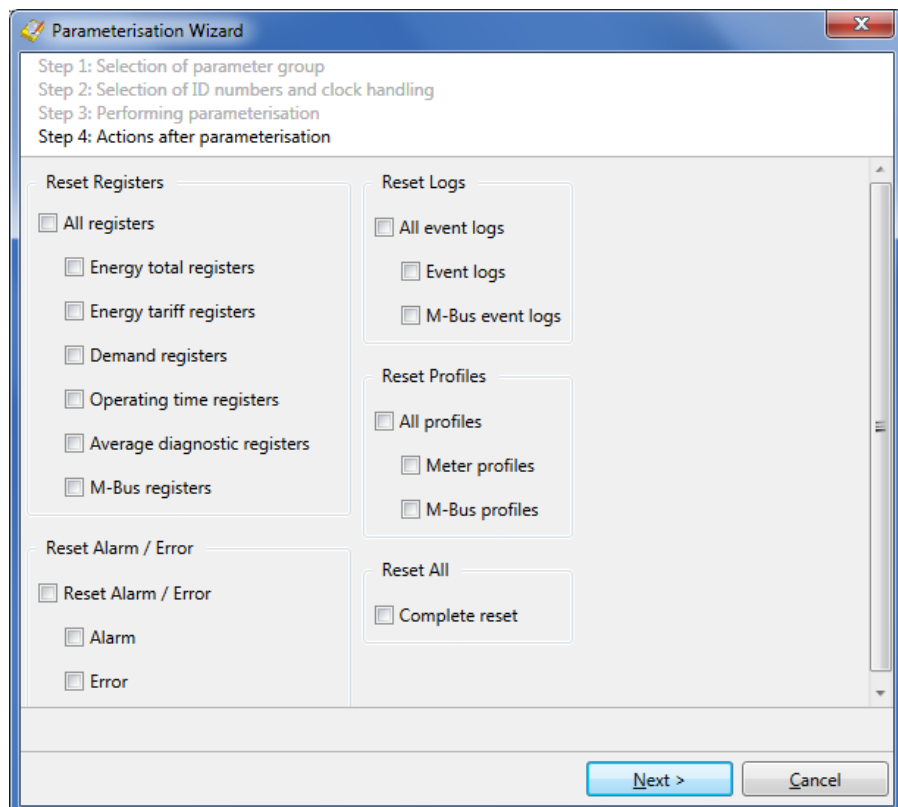 Parameterisation Wizard
Step 1: Selection of parameter group
Step 2: Selection of ID numbers and clock handling
Step 3: Performing parameterisation
Step 4: Actions after parameterisation
Reset Registers
All registers
Energy total registers
Energy tariff registers
Demand registers
Operating time registers
Average diagnostic registers
M-Bus registers
Reset Alarm / Error
Reset Alarm / Error
Alarm
Error
Reset Logs
All event logs
Event logs
M-Bus event logs
Reset Profiles
All profiles
Meter profiles
M-Bus profiles
Reset All
Complete reset
Next >
Cancel